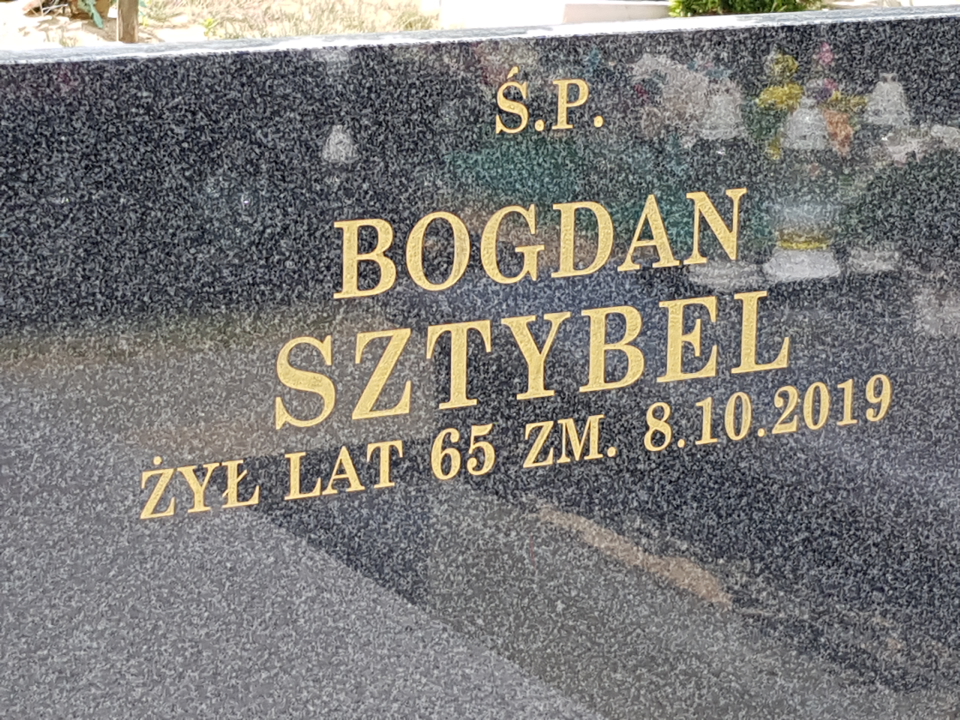 Ś.P.
BOGDAN
SZTYBEL
ŻYŁ LAT 65 ZM. 8.10.2019